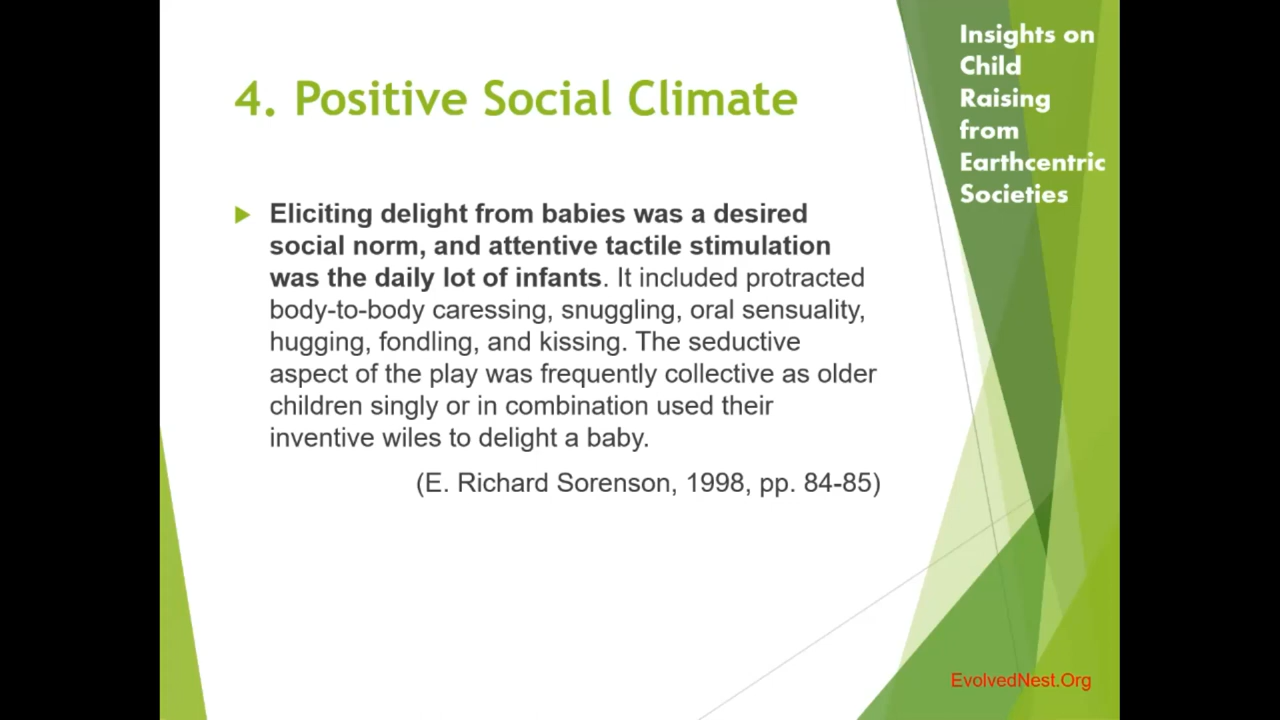 4. Positive Social Climate
Eliciting delight from babies was a desired
social norm, and attentive tactile stimulation
was the daily lot of infants. It included protracted
body-to-body caressing, snuggling, oral sensuality,
hugging, fondling, and kissing. The seductive
aspect of the play was frequently collective as older
children singly or in combination used their
inventive wiles to delight a baby.
(E. Richard Sorenson, 1998, pp. 84-85)
Insights on
Child
Raising
from
Earthcentric
Societies
EvolvedNest.Org